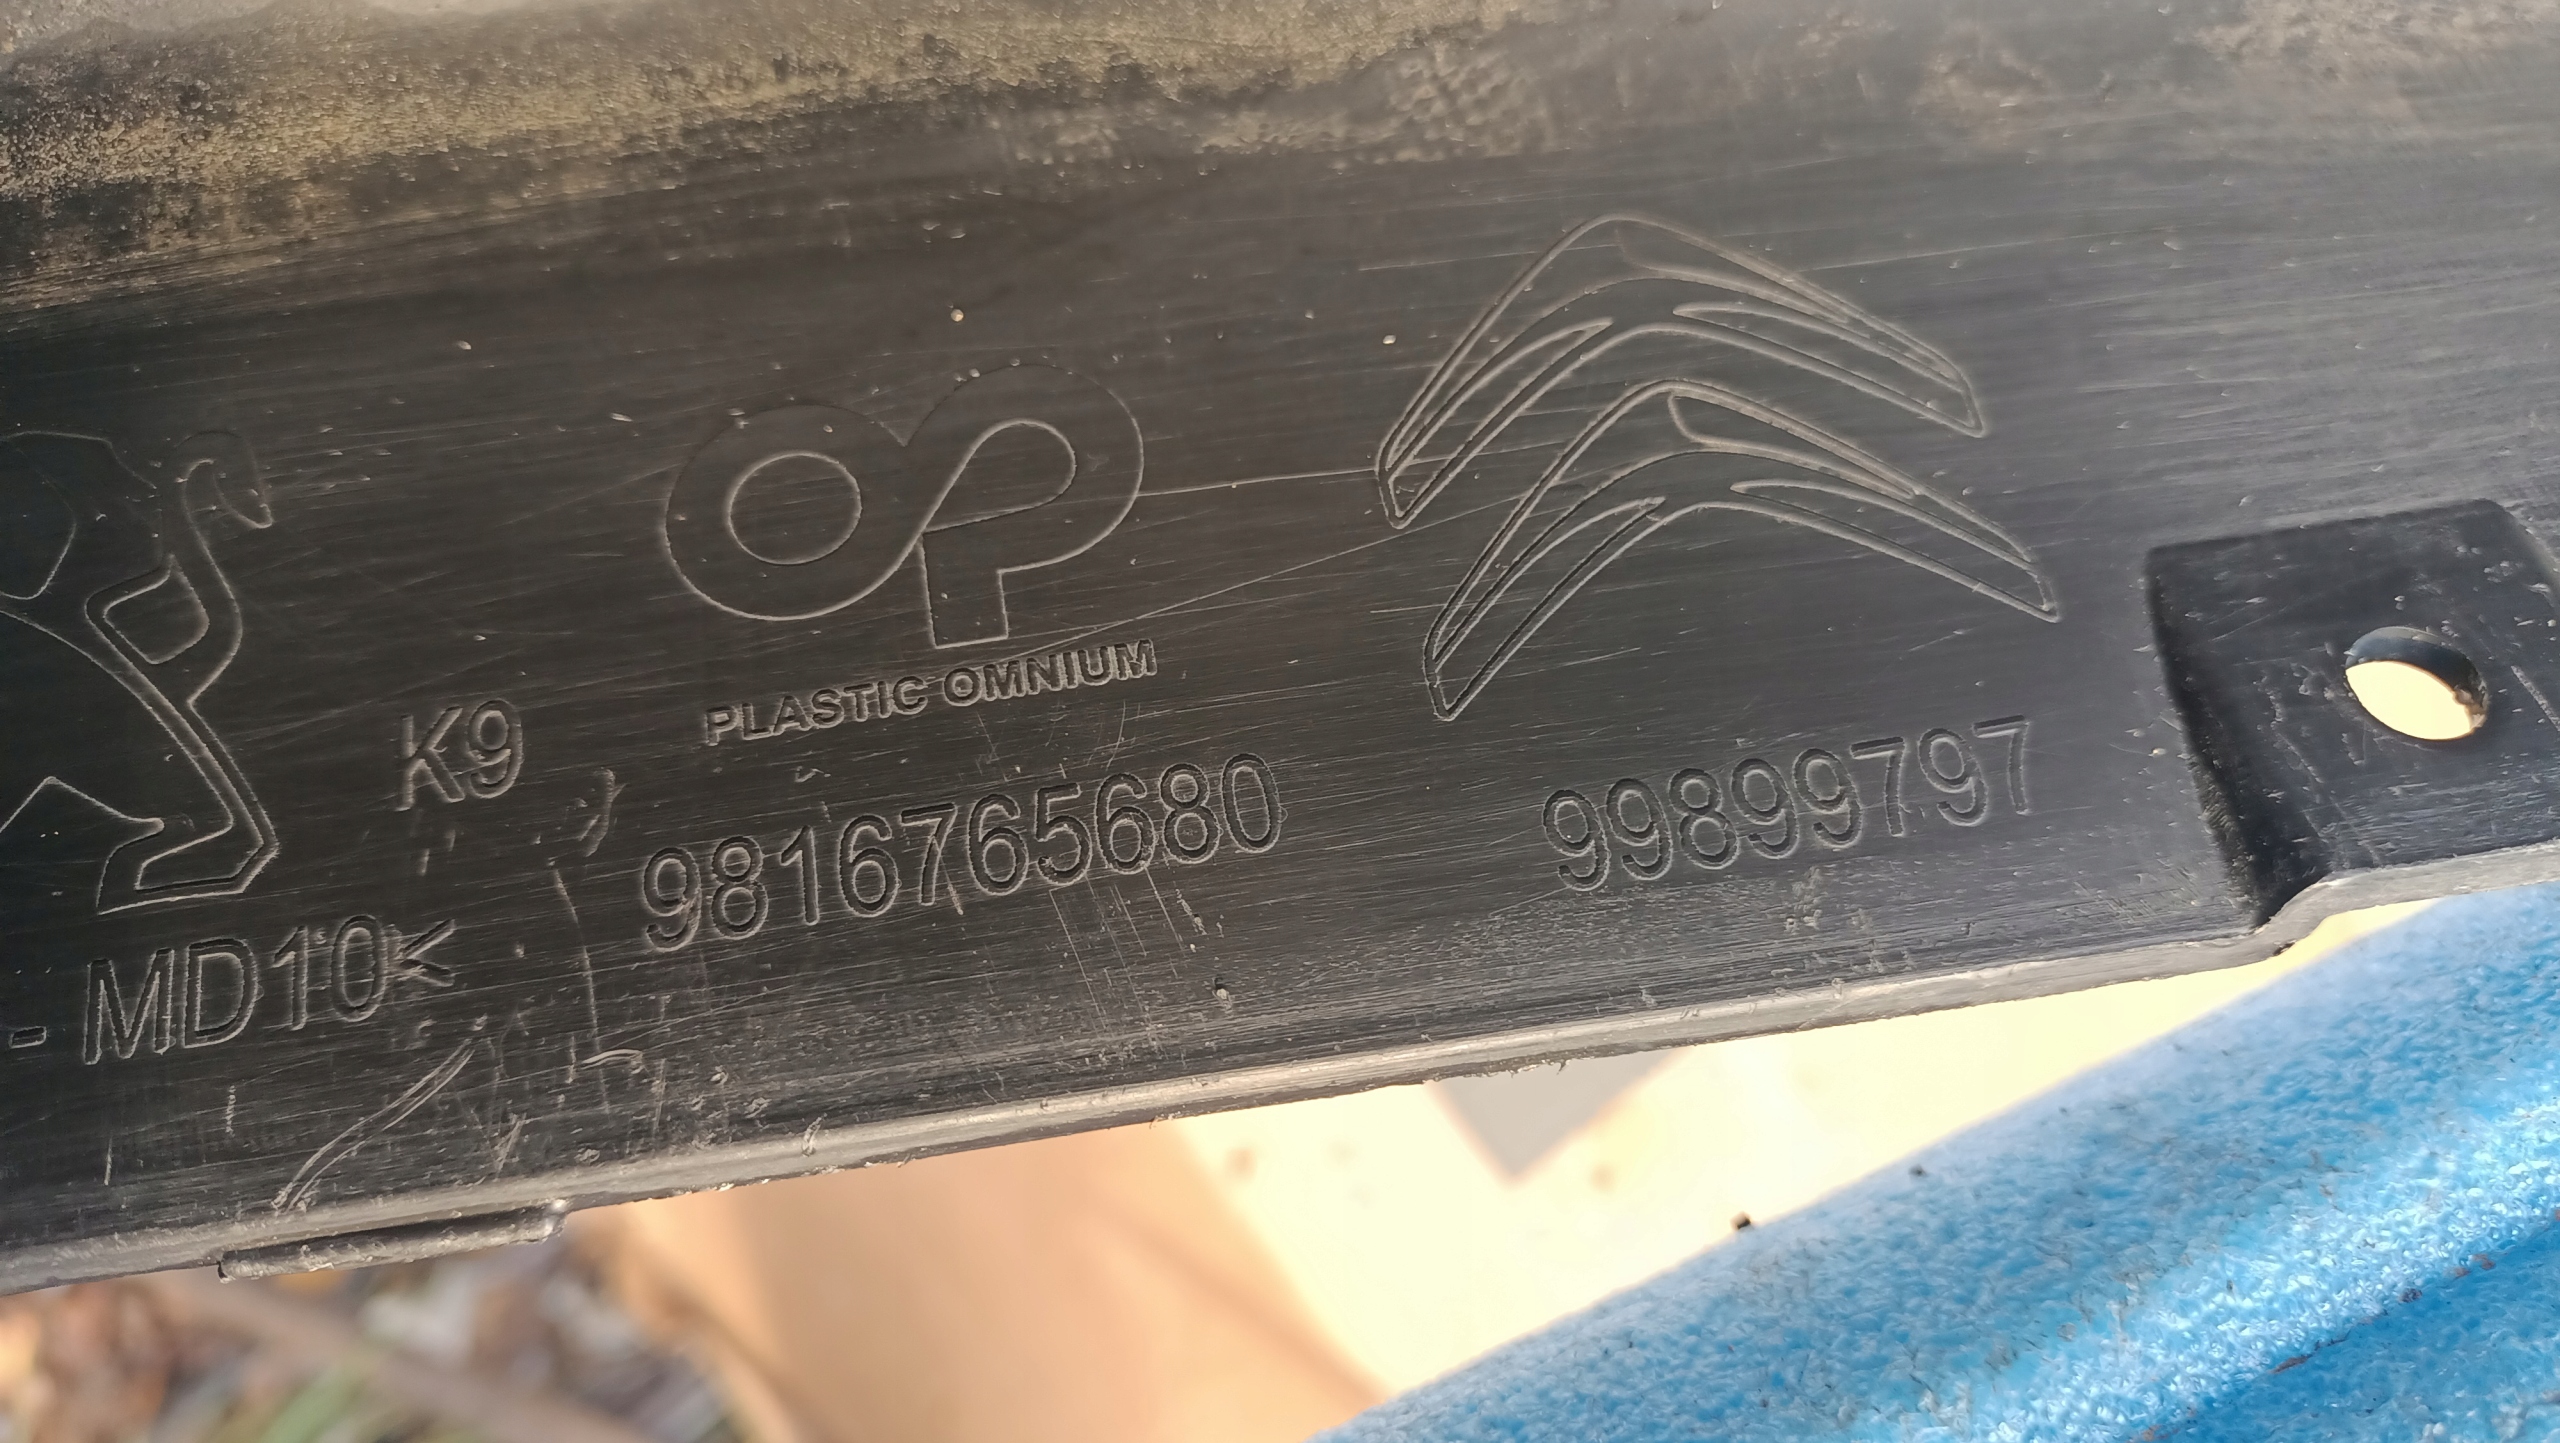 K9
PLASTIC OMNIUM
9816765680
99899797
- MD10<